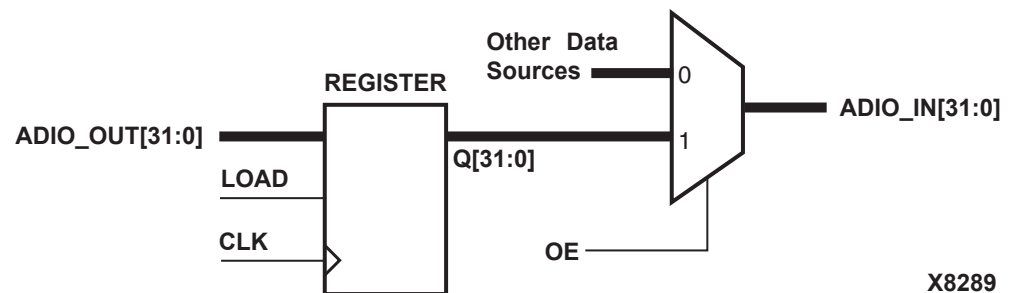 Other Data
Sources
0
REGISTER
ADIO_IN[31:0]
ADIO_OUT[31:0]
1
Q[31:0]
LOAD
CLK
OE
X8289